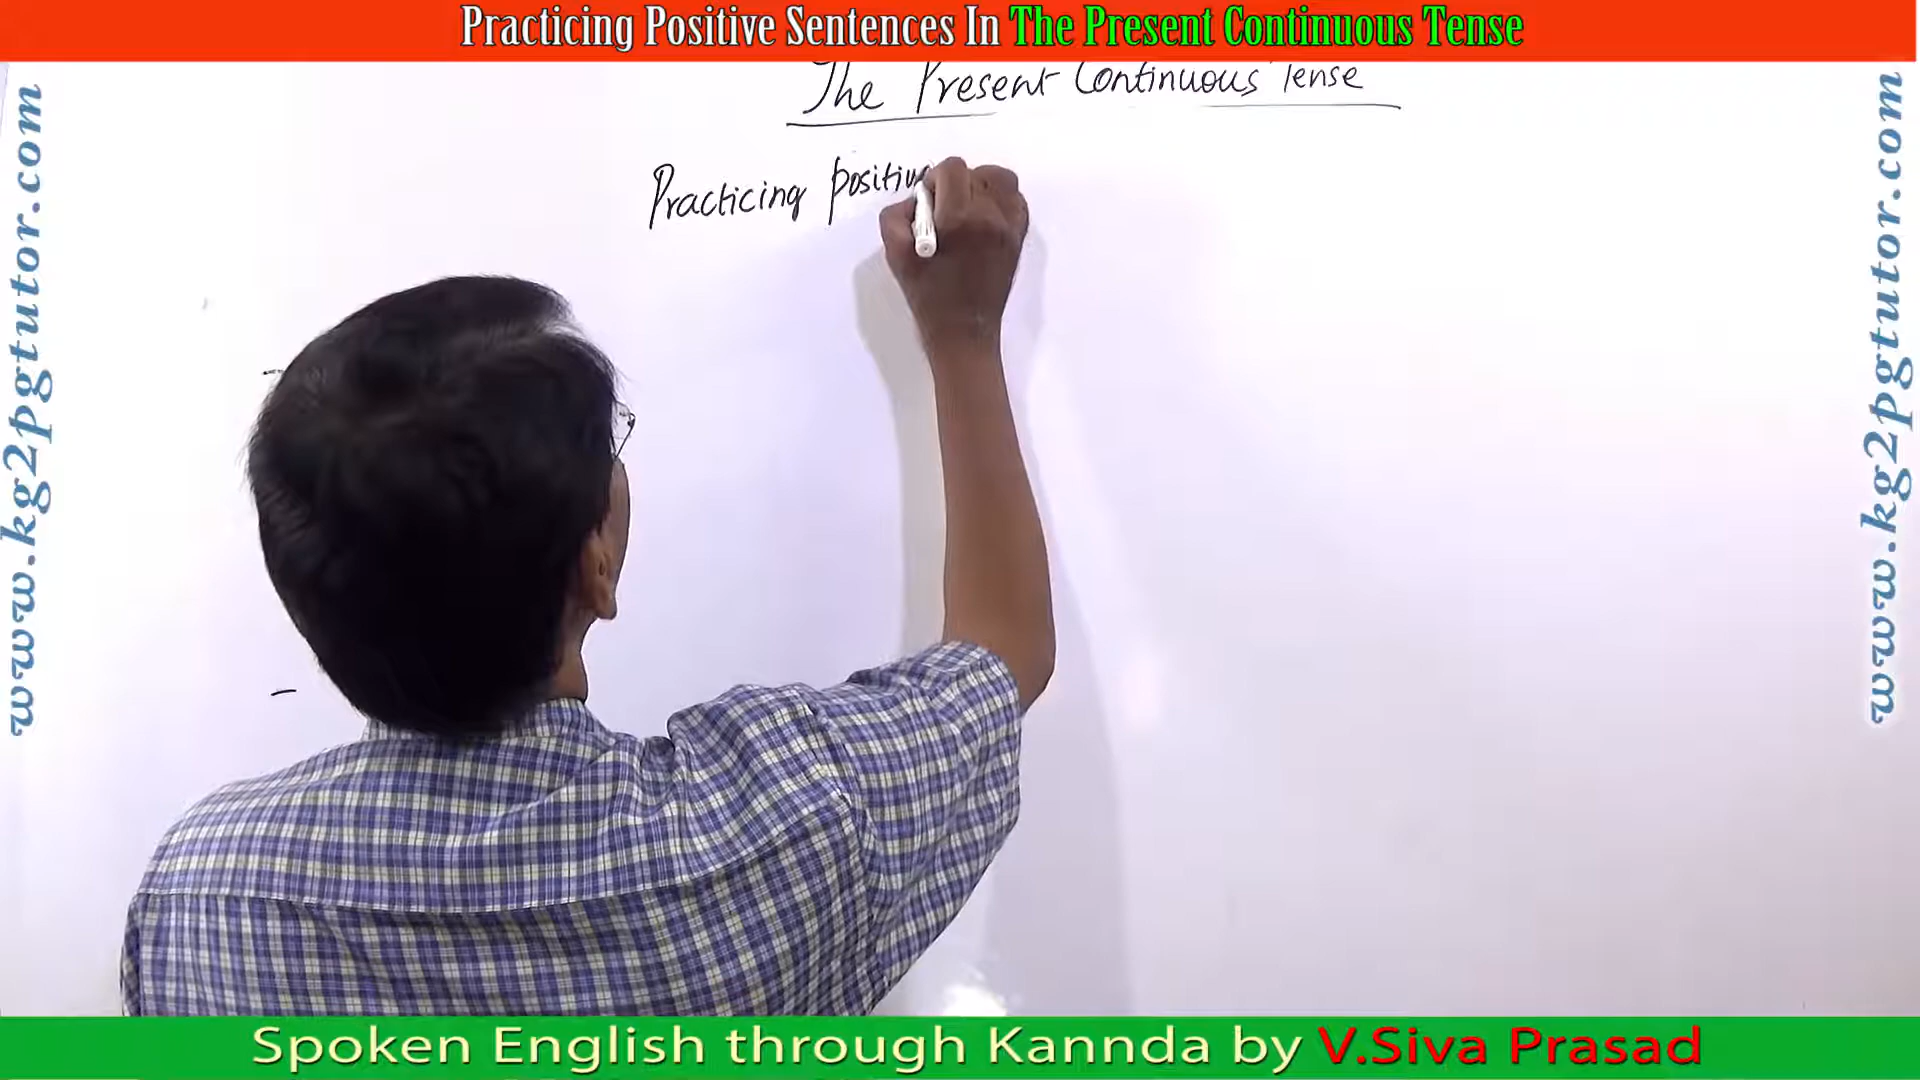 Practicing Positive Sentences In The Present Continuous Tense
The Present Continuous Tense
Practicing positive
www.kg2pgtutor.com
www.kg2pgtutor.com
Spoken English through Kannda by V.Siva Prasad